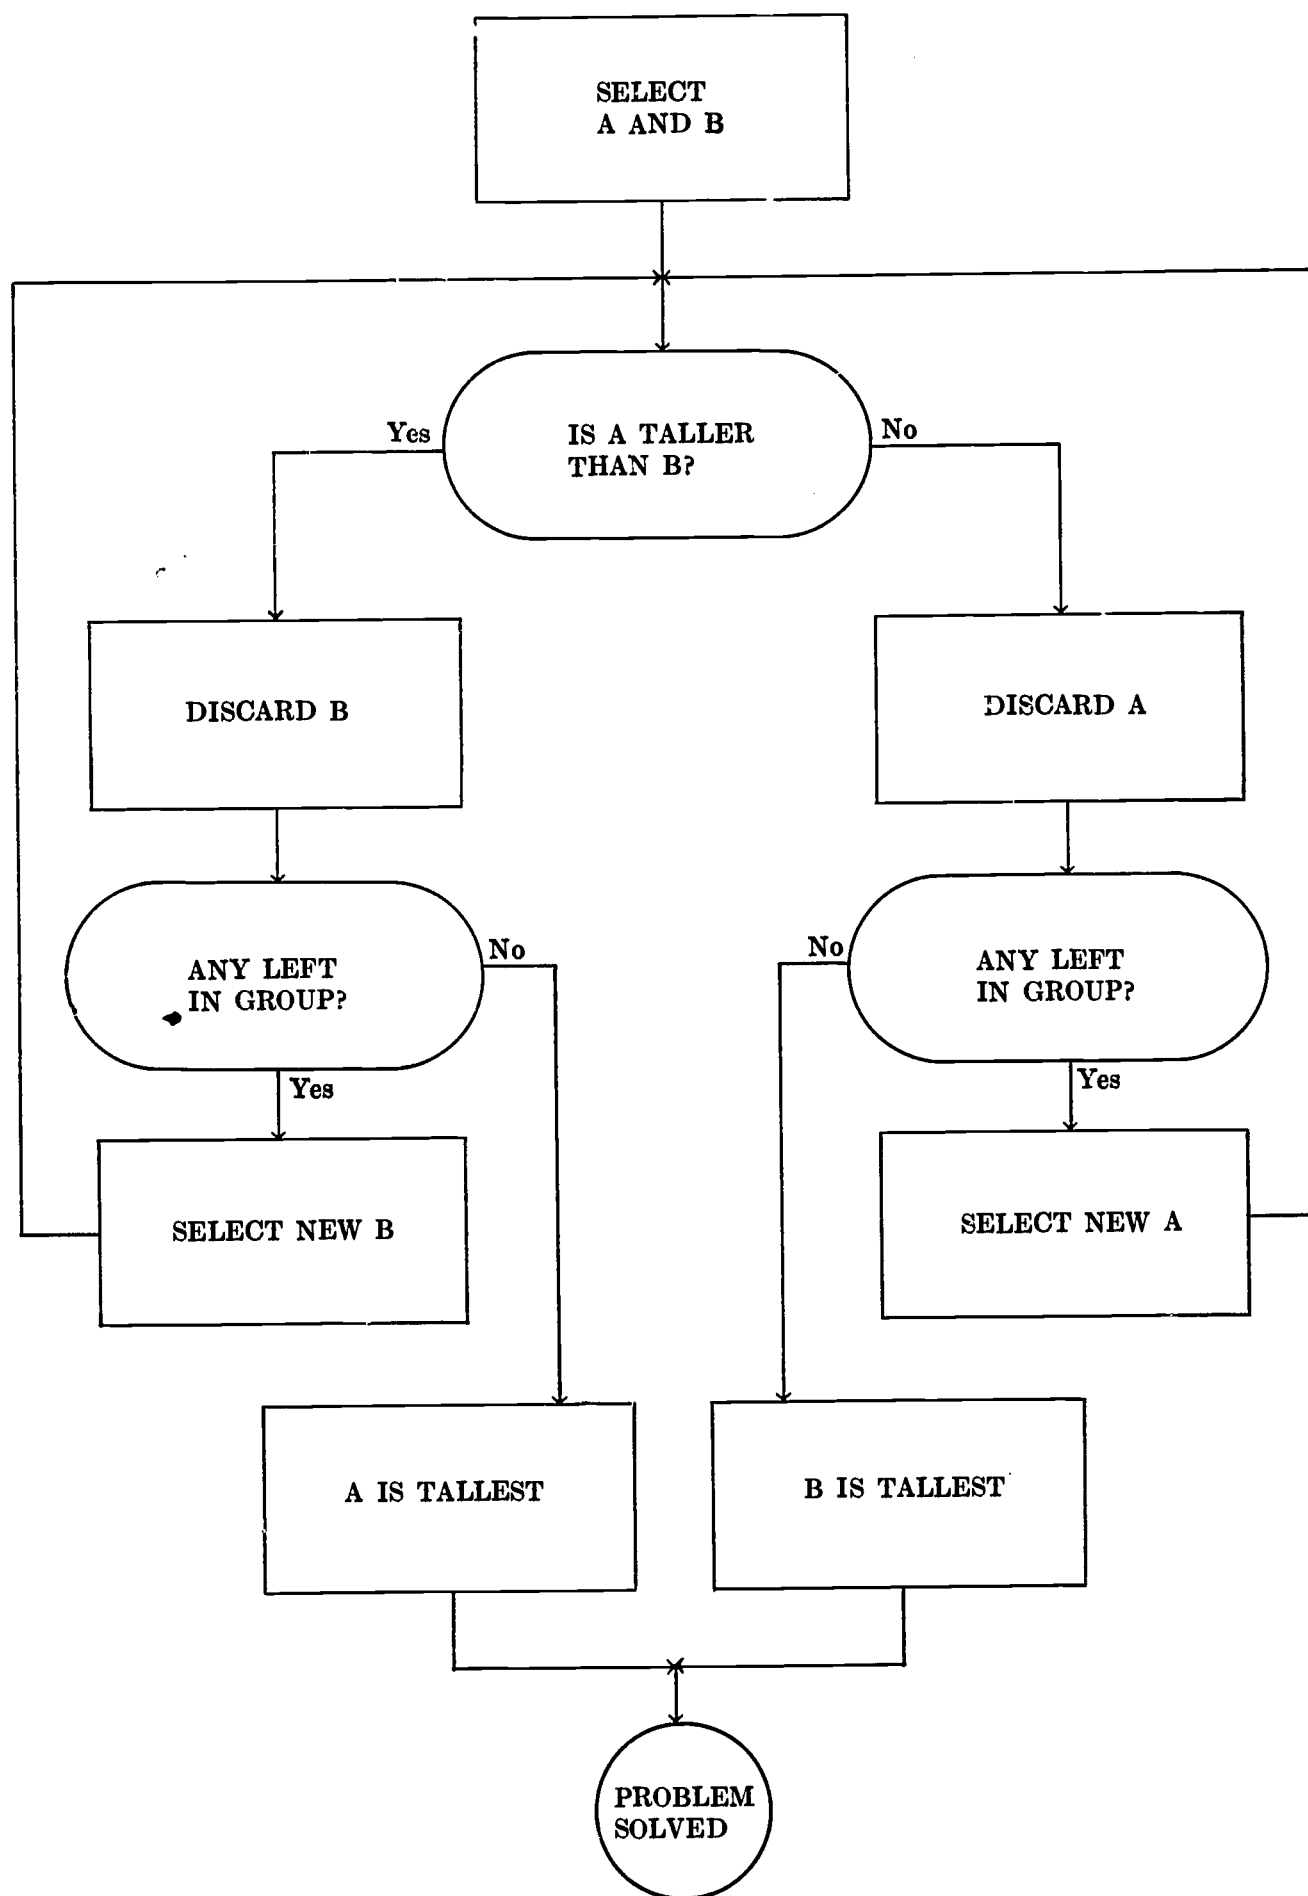 SELECT
A AND B
IS A TALLER
THAN B?
Yes
No
DISCARD B
DISCARD A
ANY LEFT
IN GROUP?
No
Yes
ANY LEFT
IN GROUP?
No
Yes
SELECT NEW B
SELECT NEW A
A IS TALLEST
B IS TALLEST
PROBLEM
SOLVED